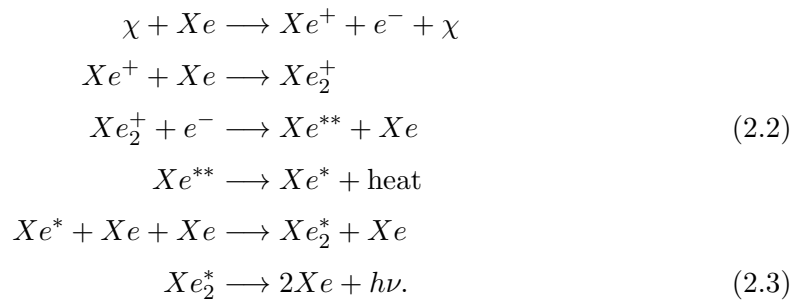 χ + Xe ⟶ Xe⁺ + e⁻ + χ
Xe⁺ + Xe ⟶ Xe₂⁺
Xe₂⁺ + e⁻ ⟶ Xe** + Xe (2.2)
Xe** ⟶ Xe* + heat
Xe* + Xe + Xe ⟶ Xe₂* + Xe
Xe₂* ⟶ 2Xe + hν. (2.3)